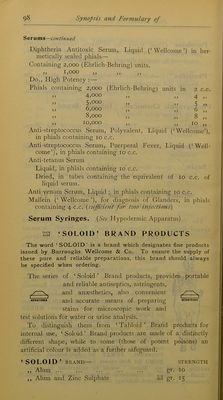 98 Synopsis and Formulary of
Serums—continued
Diphtheria Antitoxic Serum, Liquid ('Wellcome') in her-
metically sealed phials—
Containing 2,000 (Ehrlich-Behring) units.
„ 1,000 „ „ „
Do., High Potency :—
Phials containing 2,000 (Ehrlich-Behring) units in 2 c.c.
„ 4,000 „ „ 4 „
„ 5,000 „ „ 5 „
„ 6,000 „ „ 6 „
„ 8,000 „ „ 8 „
„ 10,000 „ „ 10 „
Anti-streptococcus Serum, Polyvalent, Liquid ('Wellcome'),
in phials containing 10 c.c.
Anti-streptococcus Serum, Puerperal Fever, Liquid ('Well-
come'), in phials containing 10 c.c.
Anti-tetanus Serum
Liquid, in phials containing 10 c.c.
Dried, in tubes containing the equivalent of 10 c.c. of
liquid serum.
Anti-venom Serum, Liquid ; in phials containing 10 c.c.
Mallein ('Wellcome'), for diagnosis of Glanders, in phials
containing 4 c.c. (sufficient for two injections)
Serum Syringes. (See Hypodermic Apparatus)
'SOLOID' BRAND PRODUCTS
The word 'SOLOID' is a brand which designates fine products
issued by Burroughs Wellcome & Co. To ensure the supply of
these pure and reliable preparations, this brand should always
be specified when ordering.
The series of 'Soloid' Brand products, provides portable
and reliable antiseptics, astringents,
and anæsthetics, also convenient
and accurate means of preparing
stains for microscopic work and
test solutions for water or urine analysis.
To distinguish them from 'Tabloid' Brand products for
internal use, 'Soloid' Brand products are made of a distinctly
different shape, while to some (those of potent poisons) an
artificial colour is added as a further safeguard.
'SOLOID' BRAND— STRENGTH
„ Alum gr. 10
„ Alum and Zinc Sulphate gr. 15